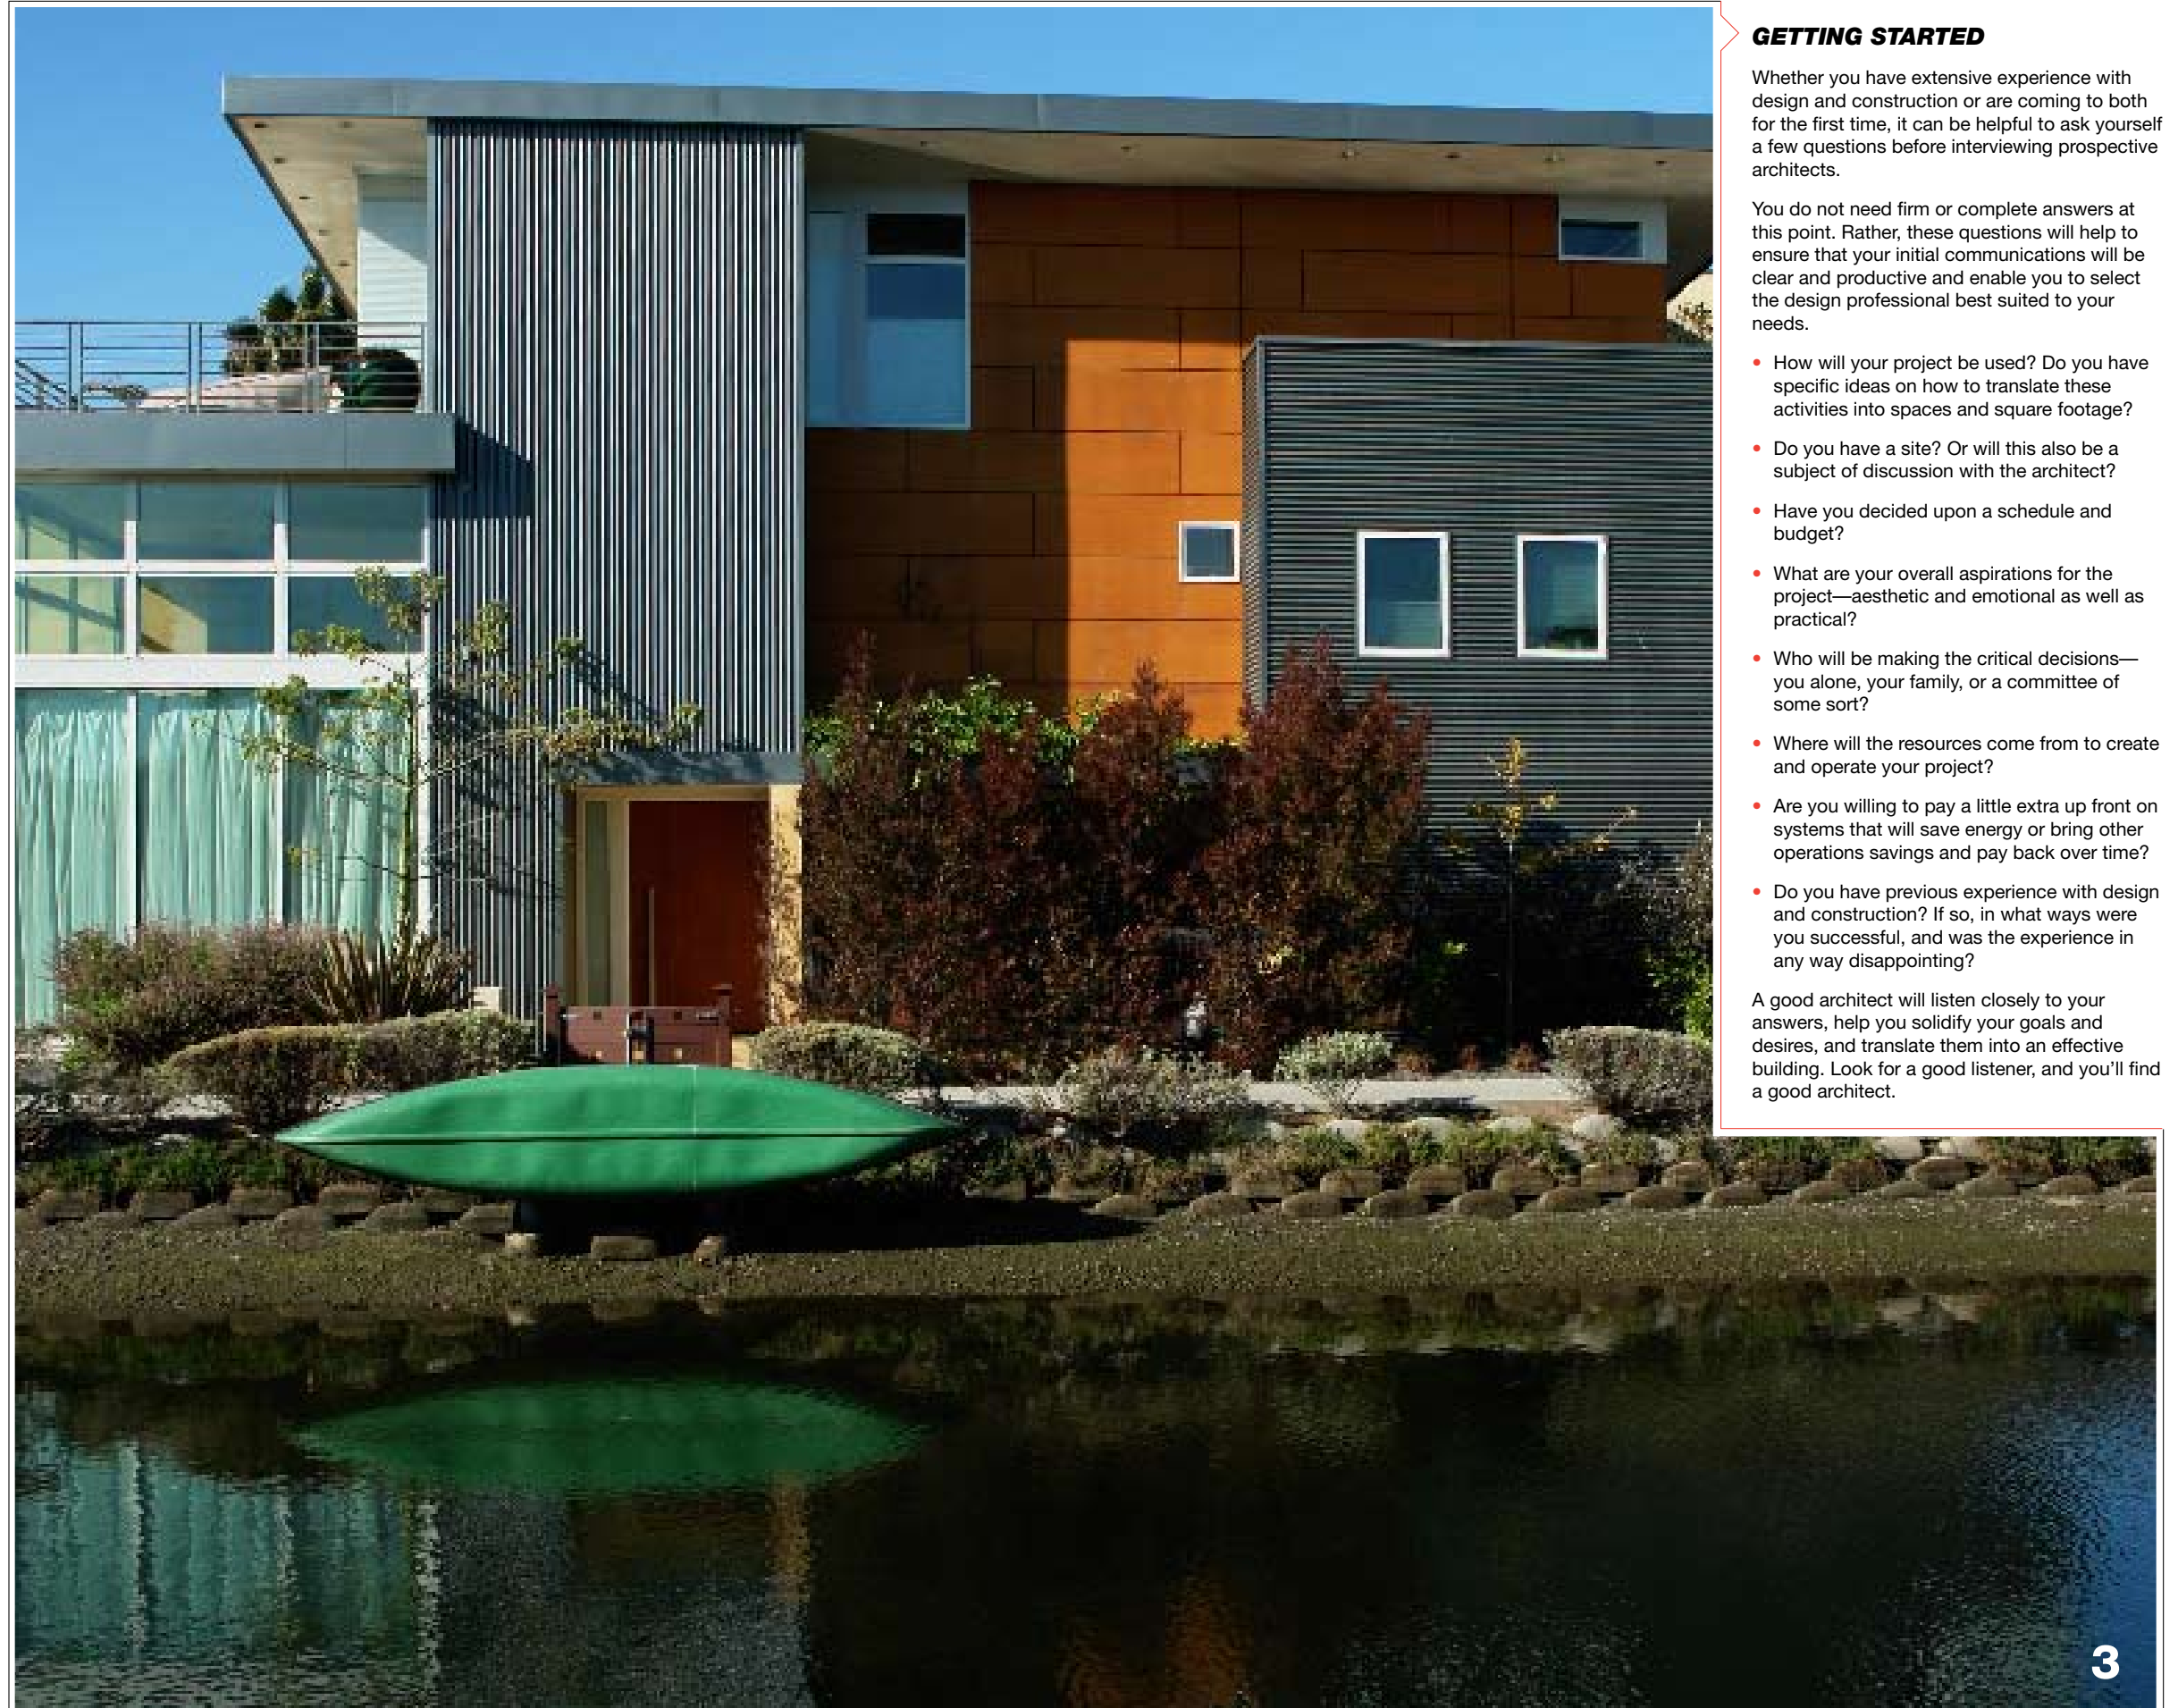 GETTING STARTED
Whether you have extensive experience with
design and construction or are coming to both
for the first time, it can be helpful to ask yourself
a few questions before interviewing prospective
architects.
You do not need firm or complete answers at
this point. Rather, these questions will help to
ensure that your initial communications will be
clear and productive and enable you to select
the design professional best suited to your
needs.
• How will your project be used? Do you have
specific ideas on how to translate these
activities into spaces and square footage?
• Do you have a site? Or will this also be a
subject of discussion with the architect?
• Have you decided upon a schedule and
budget?
• What are your overall aspirations for the
project—aesthetic and emotional as well as
practical?
• Who will be making the critical decisions—
you alone, your family, or a committee of
some sort?
• Where will the resources come from to create
and operate your project?
• Are you willing to pay a little extra up front on
systems that will save energy or bring other
operations savings and pay back over time?
• Do you have previous experience with design
and construction? If so, in what ways were
you successful, and was the experience in
any way disappointing?
A good architect will listen closely to your
answers, help you solidify your goals and
desires, and translate them into an effective
building. Look for a good listener, and you’ll find
a good architect.
3